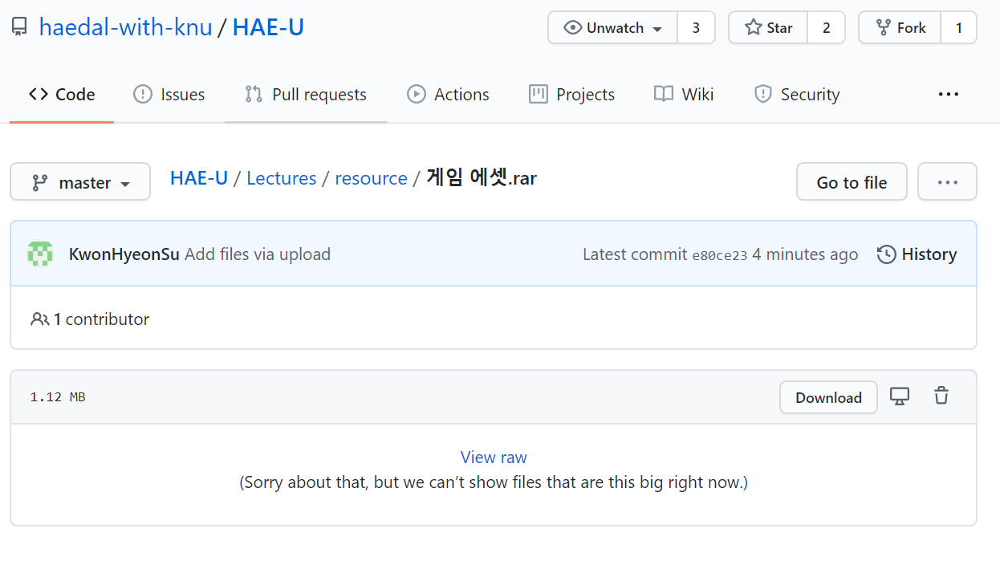 haedal-with-knu / HAE-U
Unwatch 3
Star 2
Fork 1
Code Issues Pull requests Actions Projects Wiki Security
master
HAE-U / Lectures / resource / 게임 에셋.rar
Go to file
KwonHyeonSu Add files via upload
Latest commit e80ce23 4 minutes ago
History
1 contributor
1.12 MB
Download
View raw
(Sorry about that, but we can’t show files that are this big right now.)